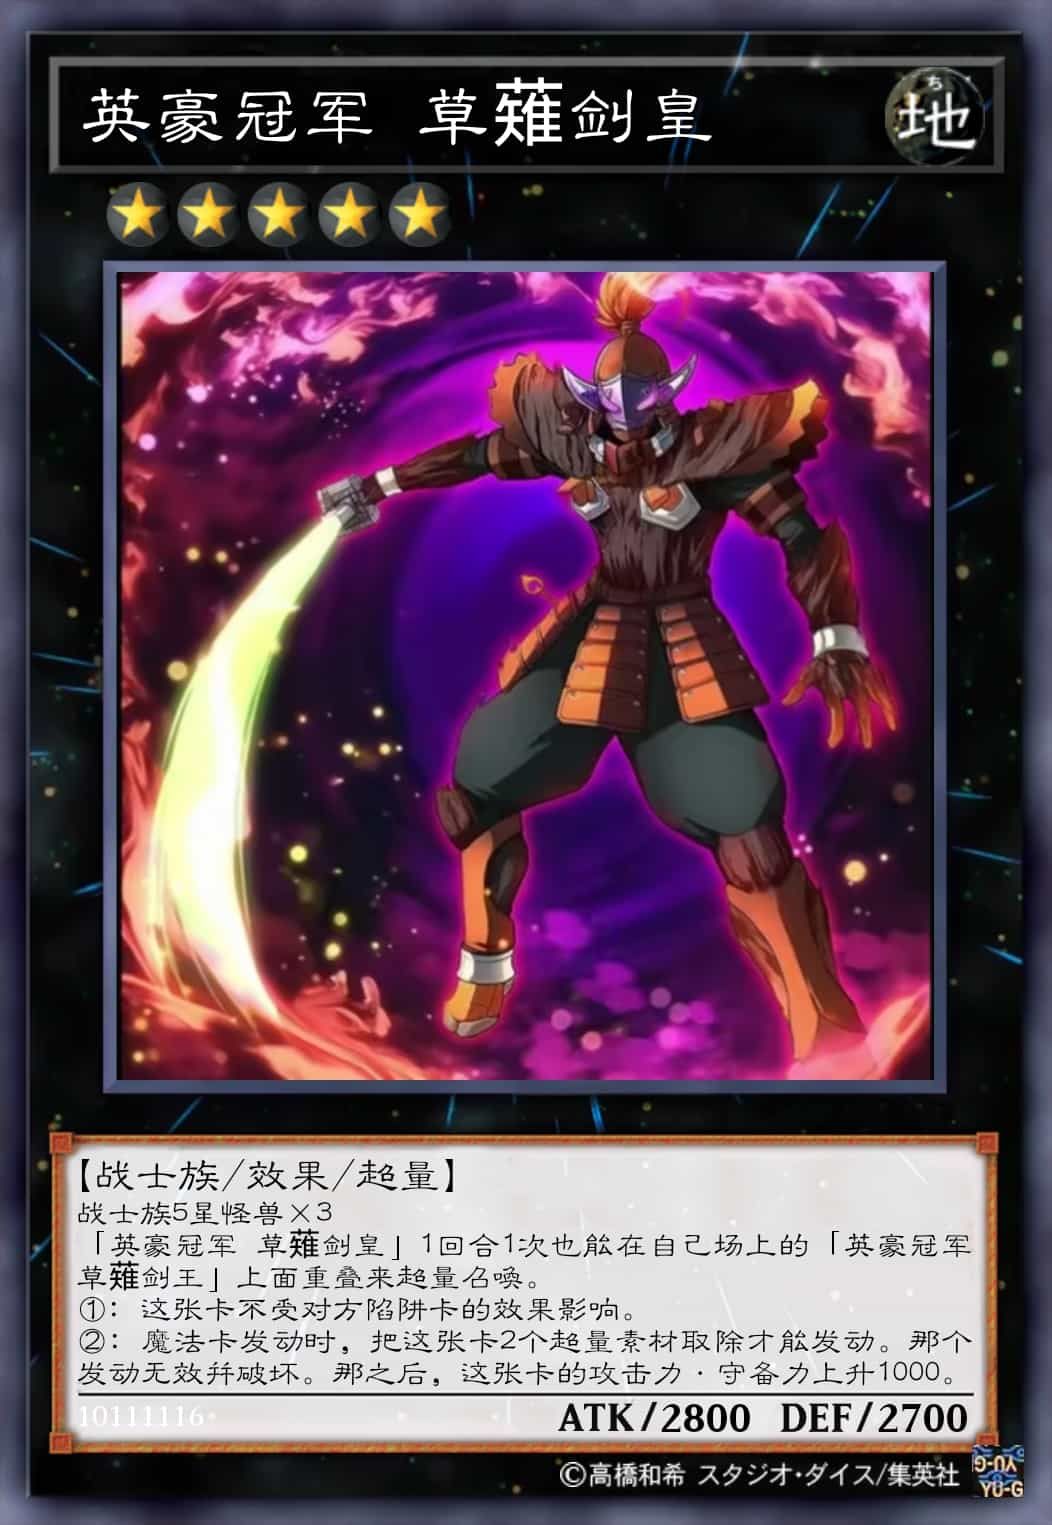 英豪冠军 草薙剑皇
ち
地
【战士族/效果/超量】
战士族5星怪兽×3
「英豪冠军 草薙剑皇」1回合1次也能在自己场上的「英豪冠军
草薙剑王」上面重叠来超量召唤。
①：这张卡不受对方陷阱卡的效果影响。
②：魔法卡发动时，把这张卡2个超量素材取除才能发动。那个
发动无效并破坏。那之后，这张卡的攻击力·守备力上升1000。
10111116
ATK/2800 DEF/2700
©高橋和希 スタジオ·ダイス/集英社
YU-G
YU-G